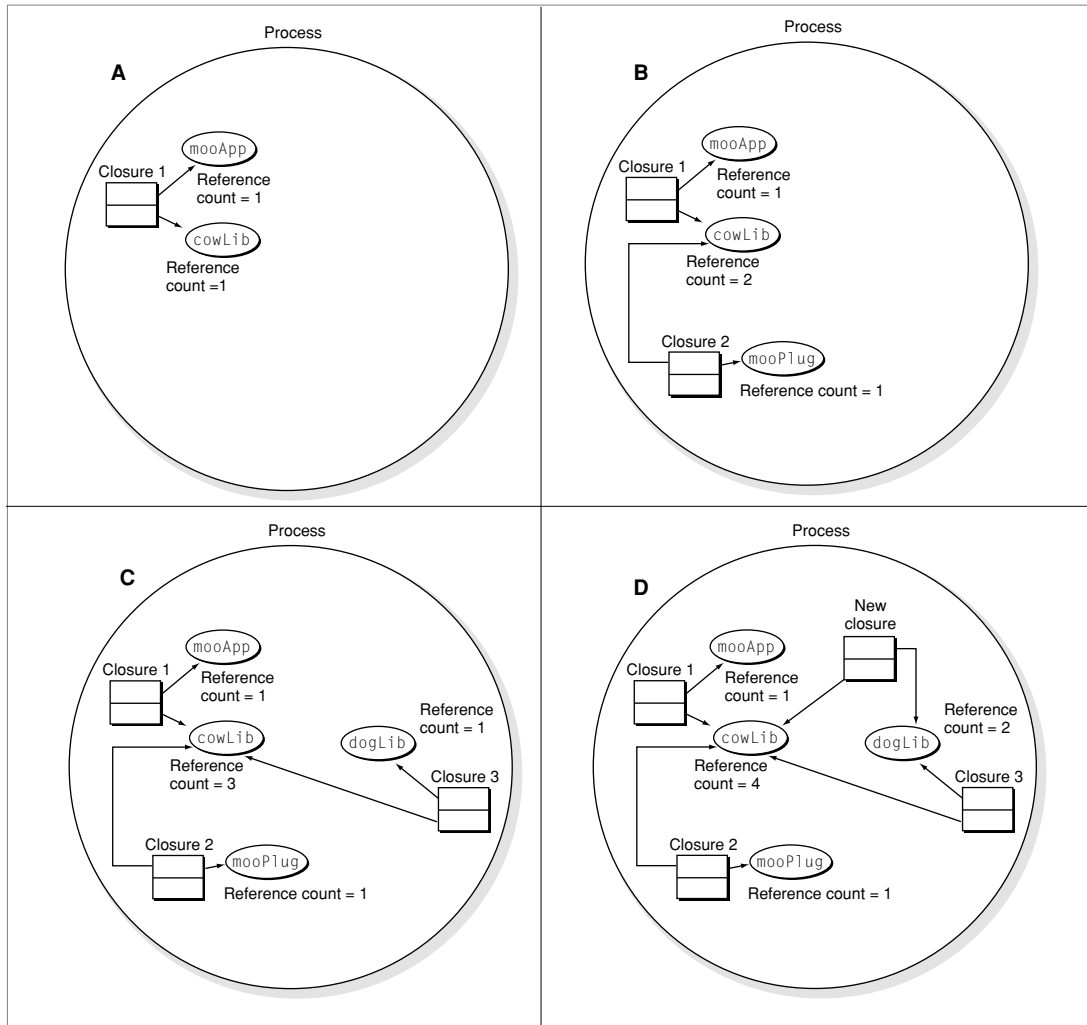 Process
A
mooApp
Closure 1
Reference
count = 1
cowLib
Reference
count =1
Process
B
mooApp
Closure 1
Reference
count = 1
cowLib
Reference
count = 2
Closure 2
mooPlug
Reference count = 1
Process
C
mooApp
Closure 1
Reference
count = 1
Reference
count = 1
cowLib
dogLib
Reference
count = 3
Closure 3
Closure 2
mooPlug
Reference count = 1
Process
D
New
closure
mooApp
Closure 1
Reference
count = 1
Reference
count = 2
cowLib
dogLib
Reference
count = 4
Closure 3
Closure 2
mooPlug
Reference count = 1